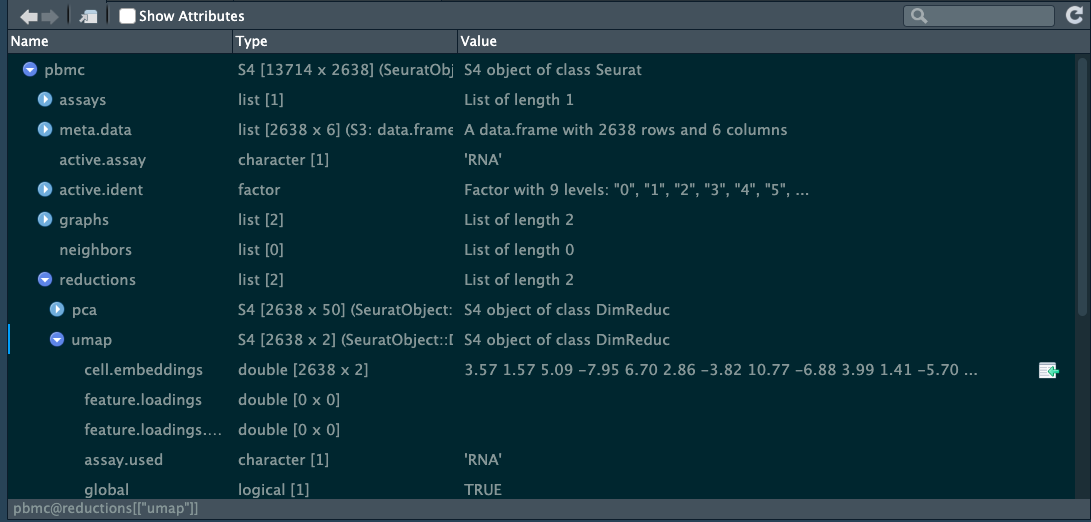 Show Attributes
Name Type Value
pbmc S4 [13714 x 2638] (SeuratObj S4 object of class Seurat
assays list [1] List of length 1
meta.data list [2638 x 6] (S3: data.frame A data.frame with 2638 rows and 6 columns
active.assay character [1] 'RNA'
active.ident factor Factor with 9 levels: "0", "1", "2", "3", "4", "5", ...
graphs list [2] List of length 2
neighbors list [0] List of length 0
reductions list [2] List of length 2
pca S4 [2638 x 50] (SeuratObject: S4 object of class DimReduc
umap S4 [2638 x 2] (SeuratObject::D S4 object of class DimReduc
cell.embeddings double [2638 x 2] 3.57 1.57 5.09 −7.95 6.70 2.86 −3.82 10.77 −6.88 3.99 1.41 −5.70 ...
feature.loadings double [0 x 0]
feature.loadings.... double [0 x 0]
assay.used character [1] 'RNA'
global logical [1] TRUE
pbmc@reductions[["umap"]]